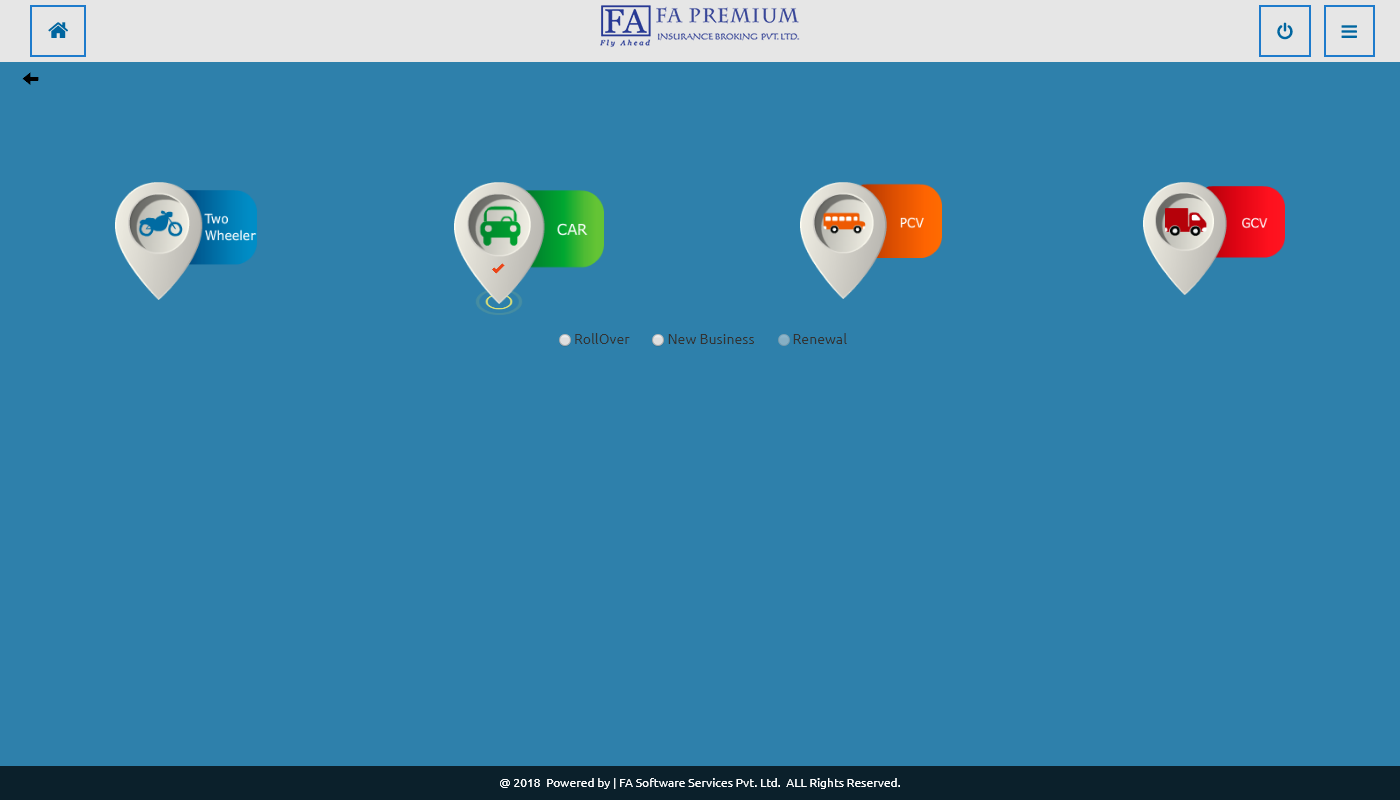 FA
FA PREMIUM
Fly Ahead
INSURANCE BROKING PVT. LTD.
Two
Wheeler
CAR
PCV
GCV
RollOver
New Business
Renewal
@ 2018 Powered by | FA Software Services Pvt. Ltd. ALL Rights Reserved.